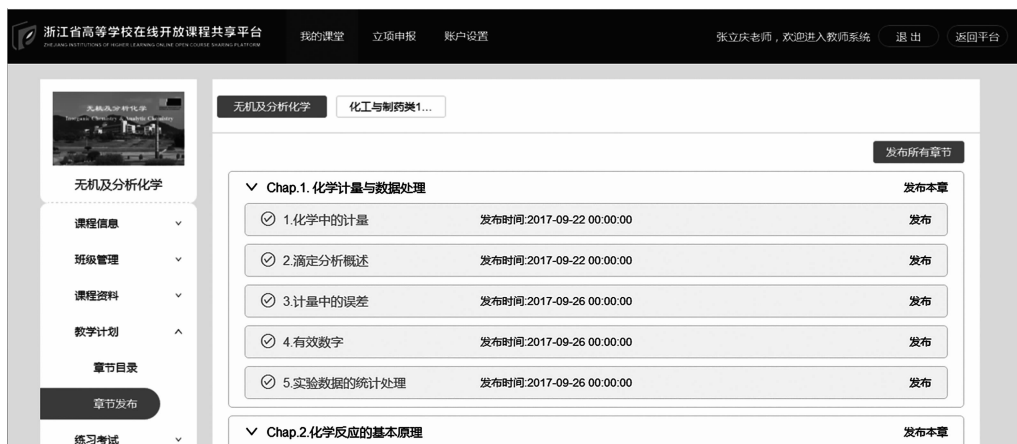 浙江省高等学校在线开放课程共享平台
ZHEJIANG INSTITUTIONS OF HIGHER LEARNING ONLINE OPEN COURSE SHARING PLATFORM
我的课堂 立项申报 账户设置
张立庆老师，欢迎进入教师系统 退 出 返回平台
无机及分析化学
Inorganic Chemistry & Analytic Chemistry
无机及分析化学
课程信息
班级管理
课程资料
教学计划
章节目录
章节发布
练习考试
无机及分析化学 化工与制药类1...
发布所有章节
Chap.1. 化学计量与数据处理 发布本章
1.化学中的计量 发布时间:2017-09-22 00:00:00 发布
2.滴定分析概述 发布时间:2017-09-22 00:00:00 发布
3.计量中的误差 发布时间:2017-09-26 00:00:00 发布
4.有效数字 发布时间:2017-09-26 00:00:00 发布
5.实验数据的统计处理 发布时间:2017-09-26 00:00:00 发布
Chap.2.化学反应的基本原理 发布本章